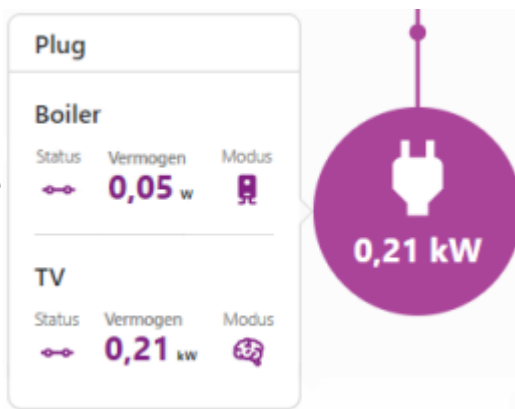 Plug
Boiler
Status Vermogen Modus
0,05 w
TV
Status Vermogen Modus
0,21 kW
0,21 kW